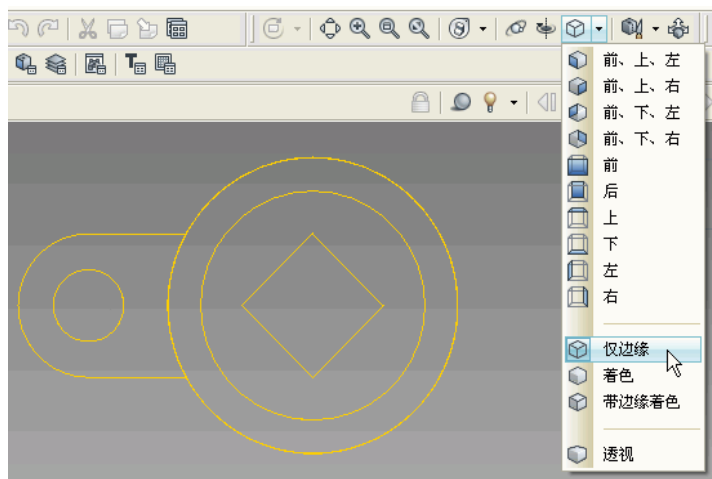 前、上、左
前、上、右
前、下、左
前、下、右
前
后
上
下
左
右
仅边缘
着色
带边缘着色
透视